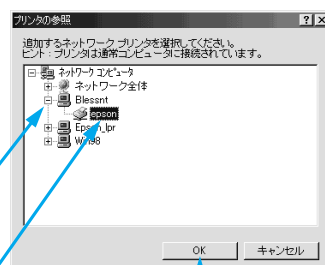 プリンタの参照
追加するネットワーク プリンタを選択してください。
ヒント：プリンタは通常コンピュータに接続されています。
ネットワーク コンピュータ
ネットワーク全体
Blessnt
epson
Epson_lpr
Win98
OK
キャンセル